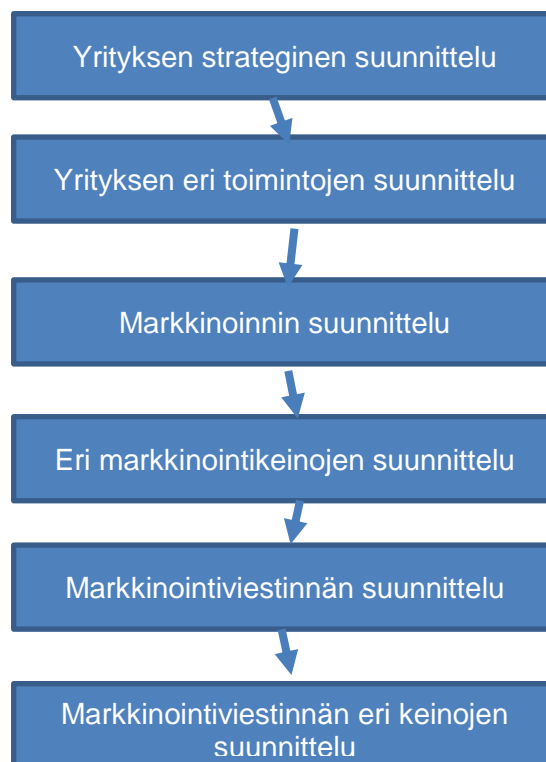 Yrityksen strateginen suunnittelu
Yrityksen eri toimintojen suunnittelu
Markkinoinnin suunnittelu
Eri markkinointikeinojen suunnittelu
Markkinointiviestinnän suunnittelu
Markkinointiviestinnän eri keinojen
suunnittelu